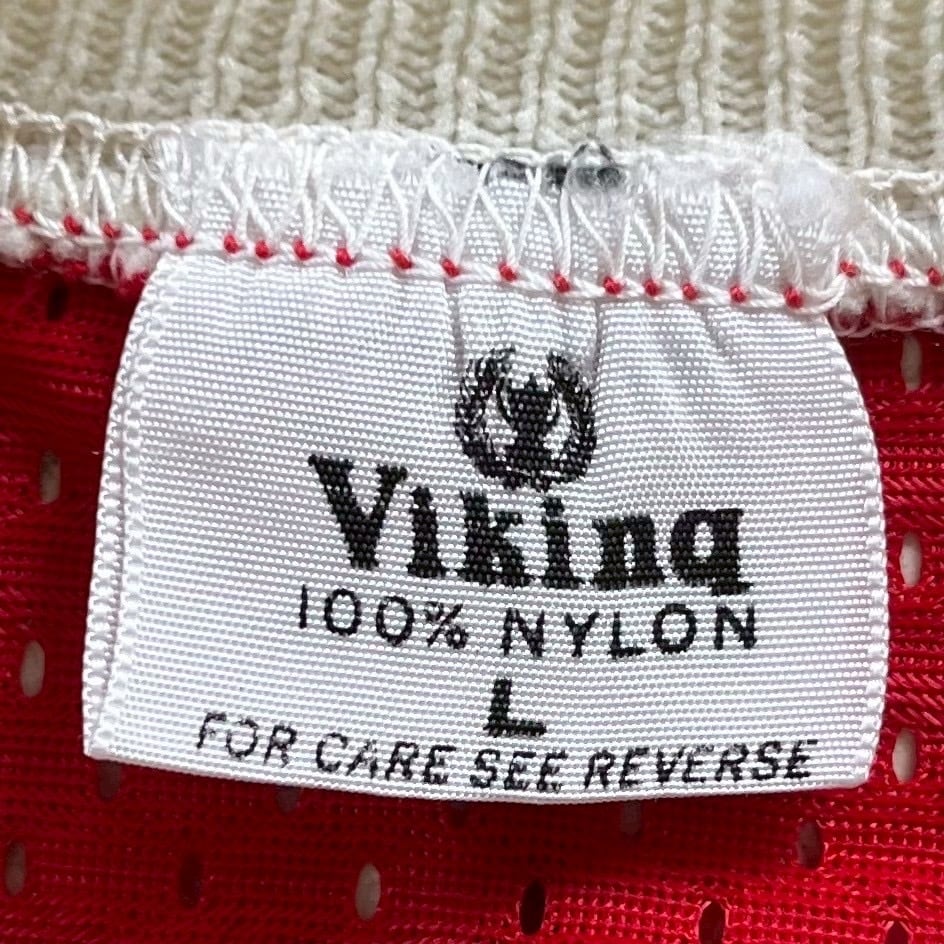 Viking
100% NYLON
L
FOR CARE SEE REVERSE